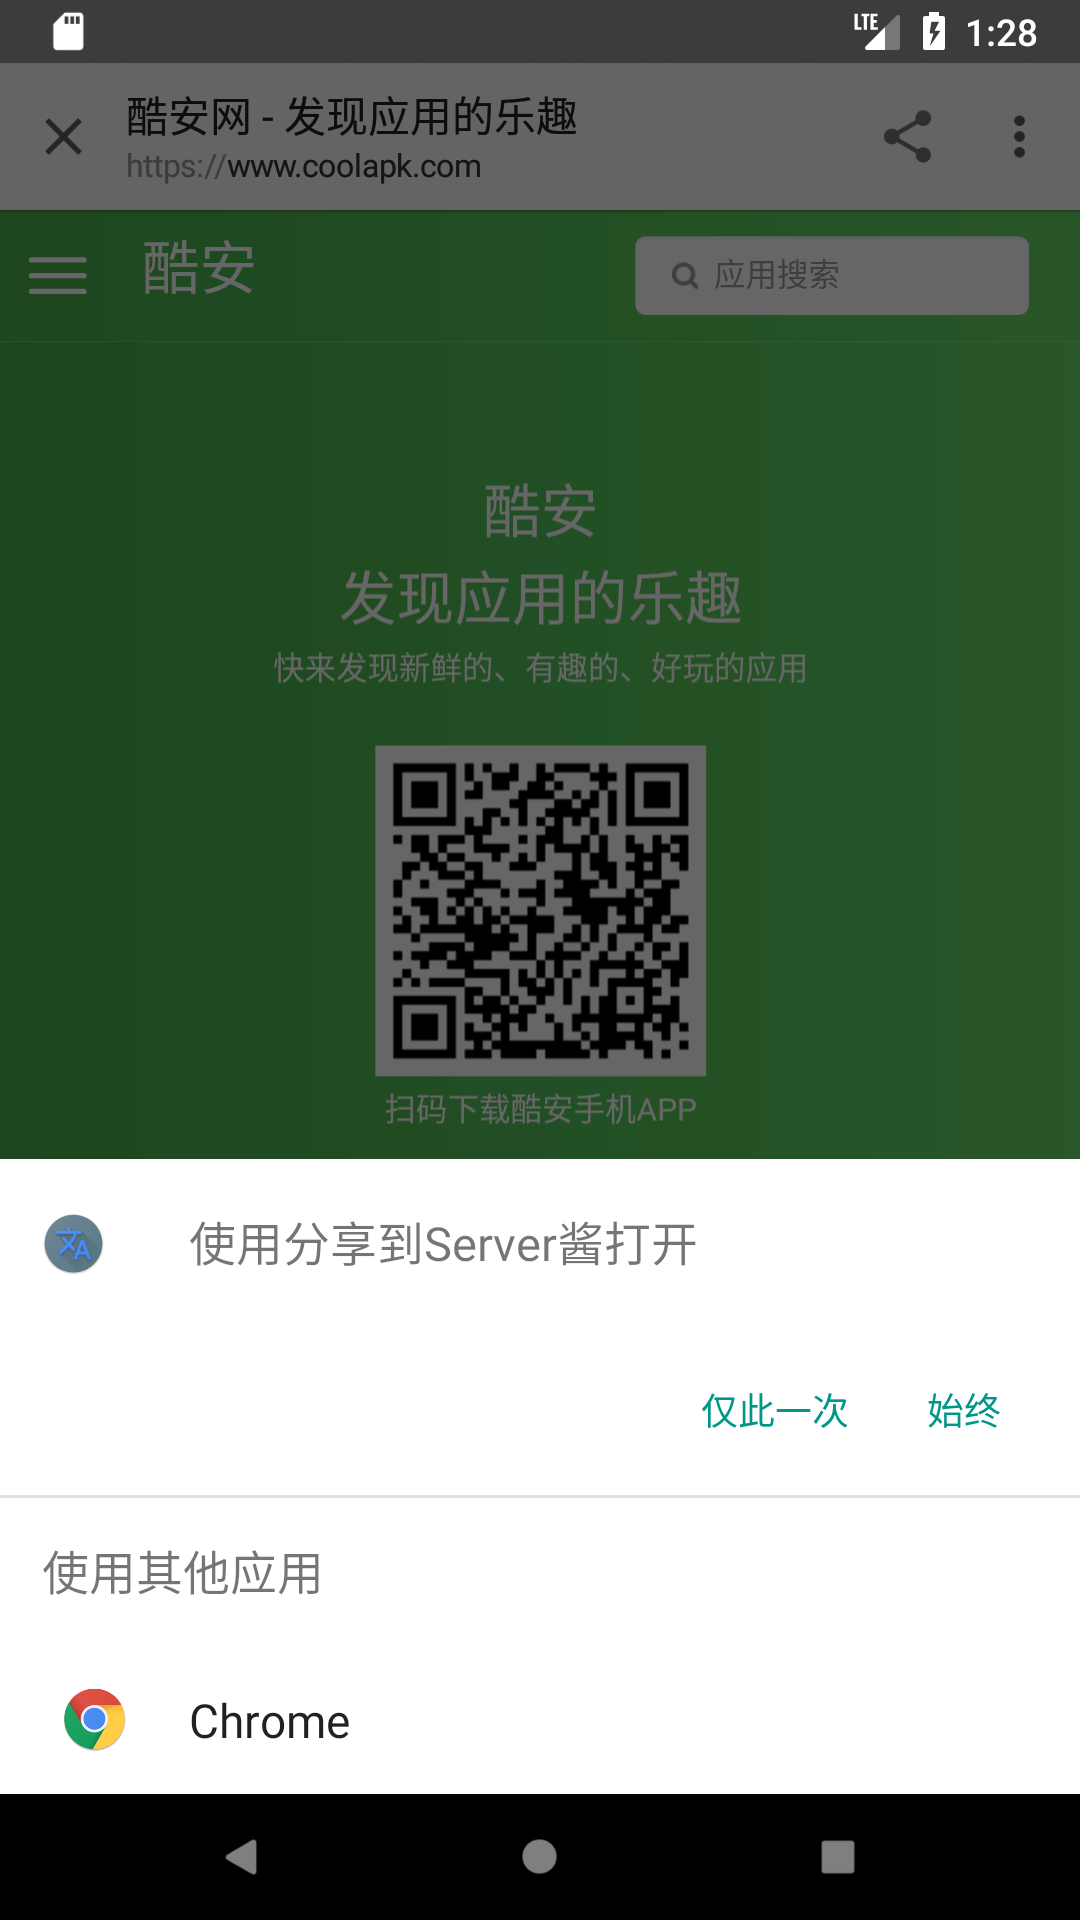 LTE 1:28
酷安网 - 发现应用的乐趣
https://www.coolapk.com
酷安
应用搜索
酷安
发现应用的乐趣
快来发现新鲜的、有趣的、好玩的应用
扫码下载酷安手机APP
使用分享到Server酱打开
仅此一次 始终
使用其他应用
Chrome